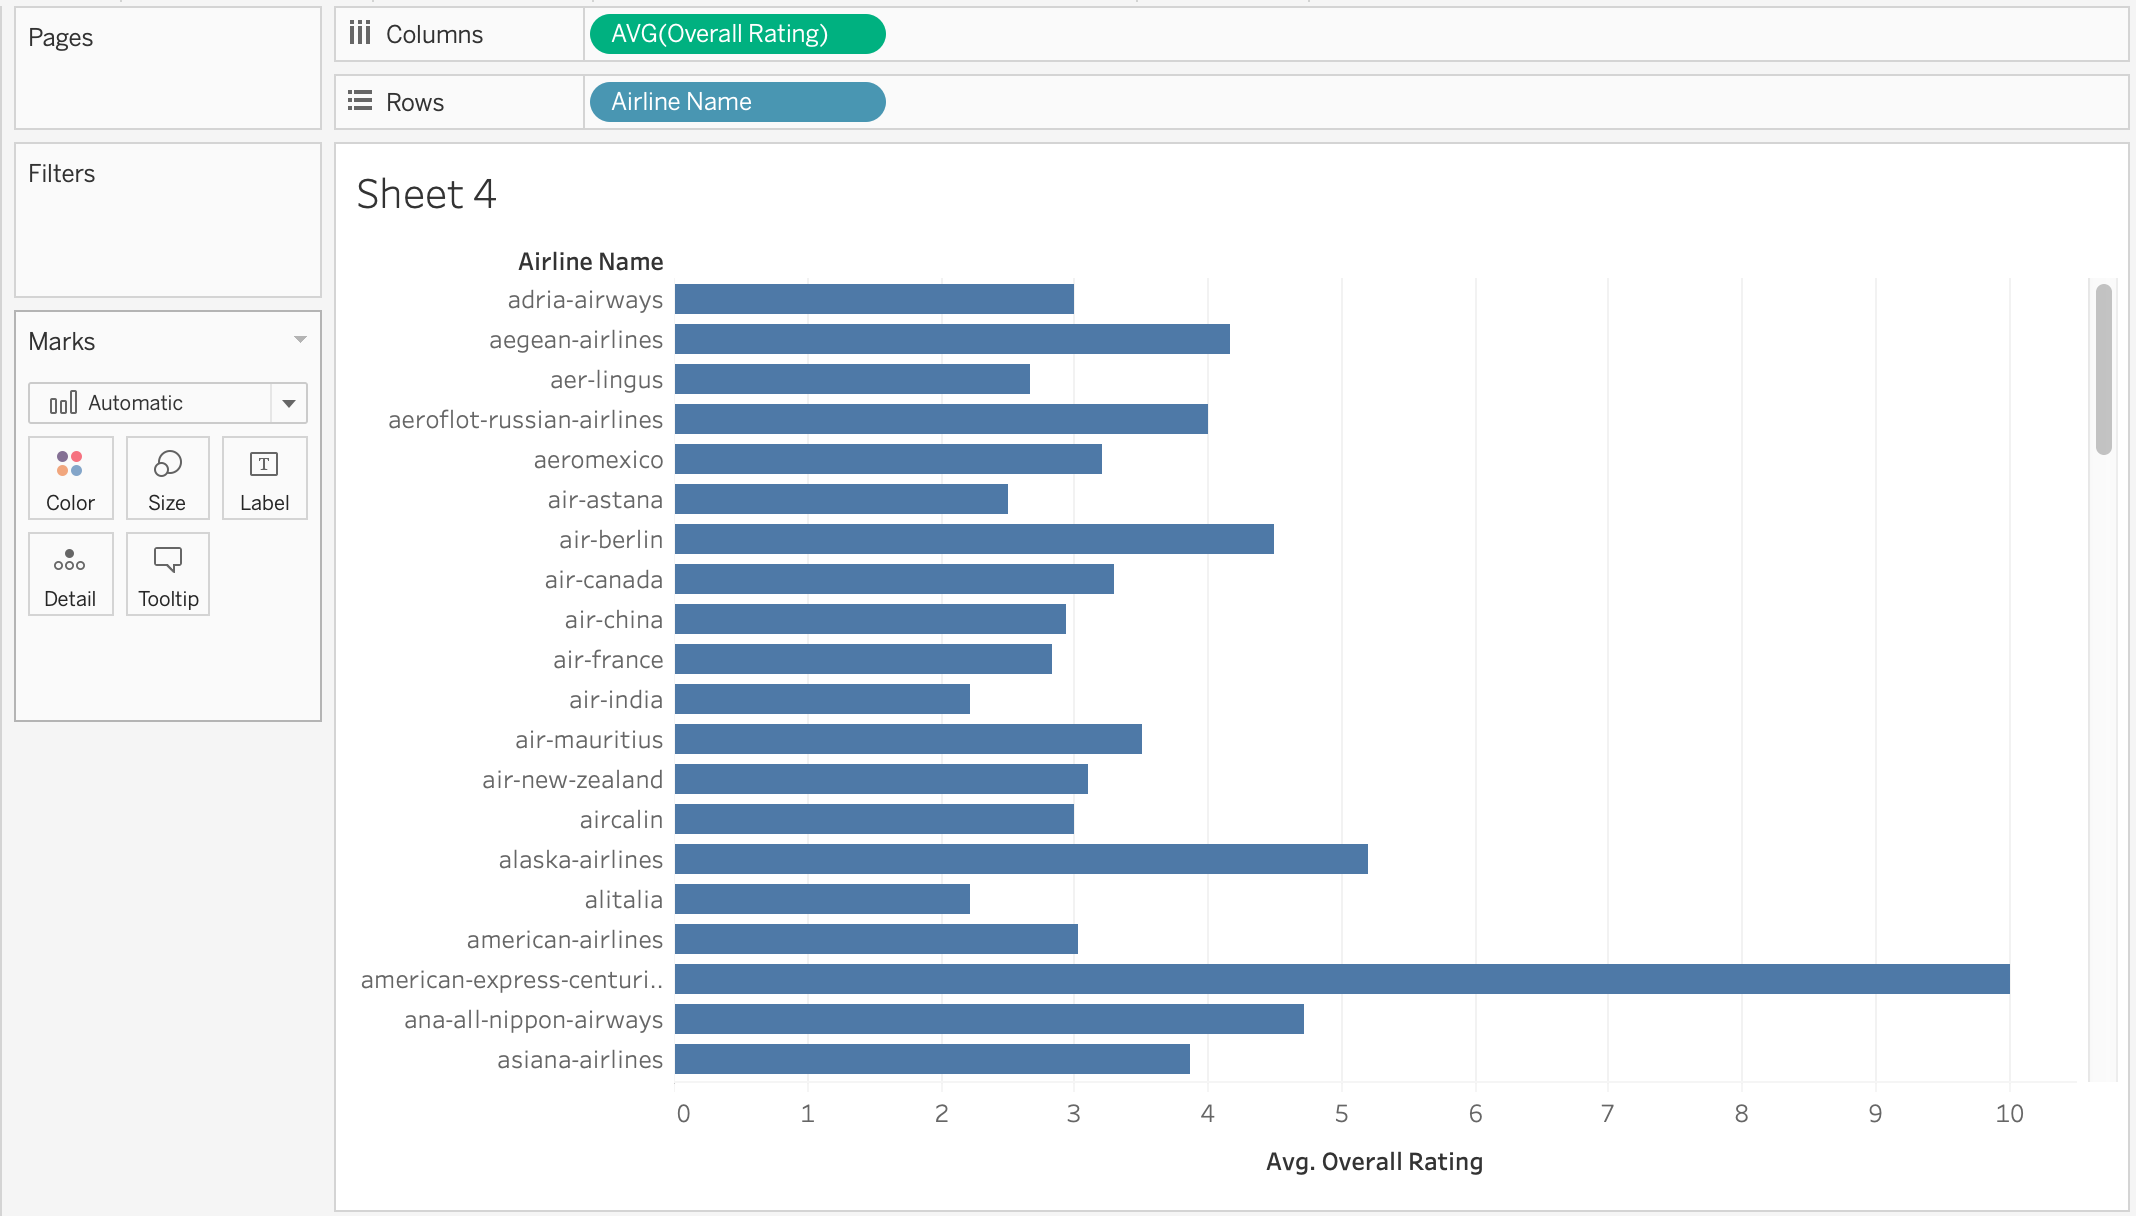 Pages
Columns
AVG(Overall Rating)
Rows
Airline Name
Filters
Marks
Automatic
Color
Size
T
Label
Detail
Tooltip
Sheet 4
Airline Name
adria-airways
aegean-airlines
aer-lingus
aeroflot-russian-airlines
aeromexico
air-astana
air-berlin
air-canada
air-china
air-france
air-india
air-mauritius
air-new-zealand
aircalin
alaska-airlines
alitalia
american-airlines
american-express-centuri..
ana-all-nippon-airways
asiana-airlines
0 1 2 3 4 5 6 7 8 9 10
Avg. Overall Rating